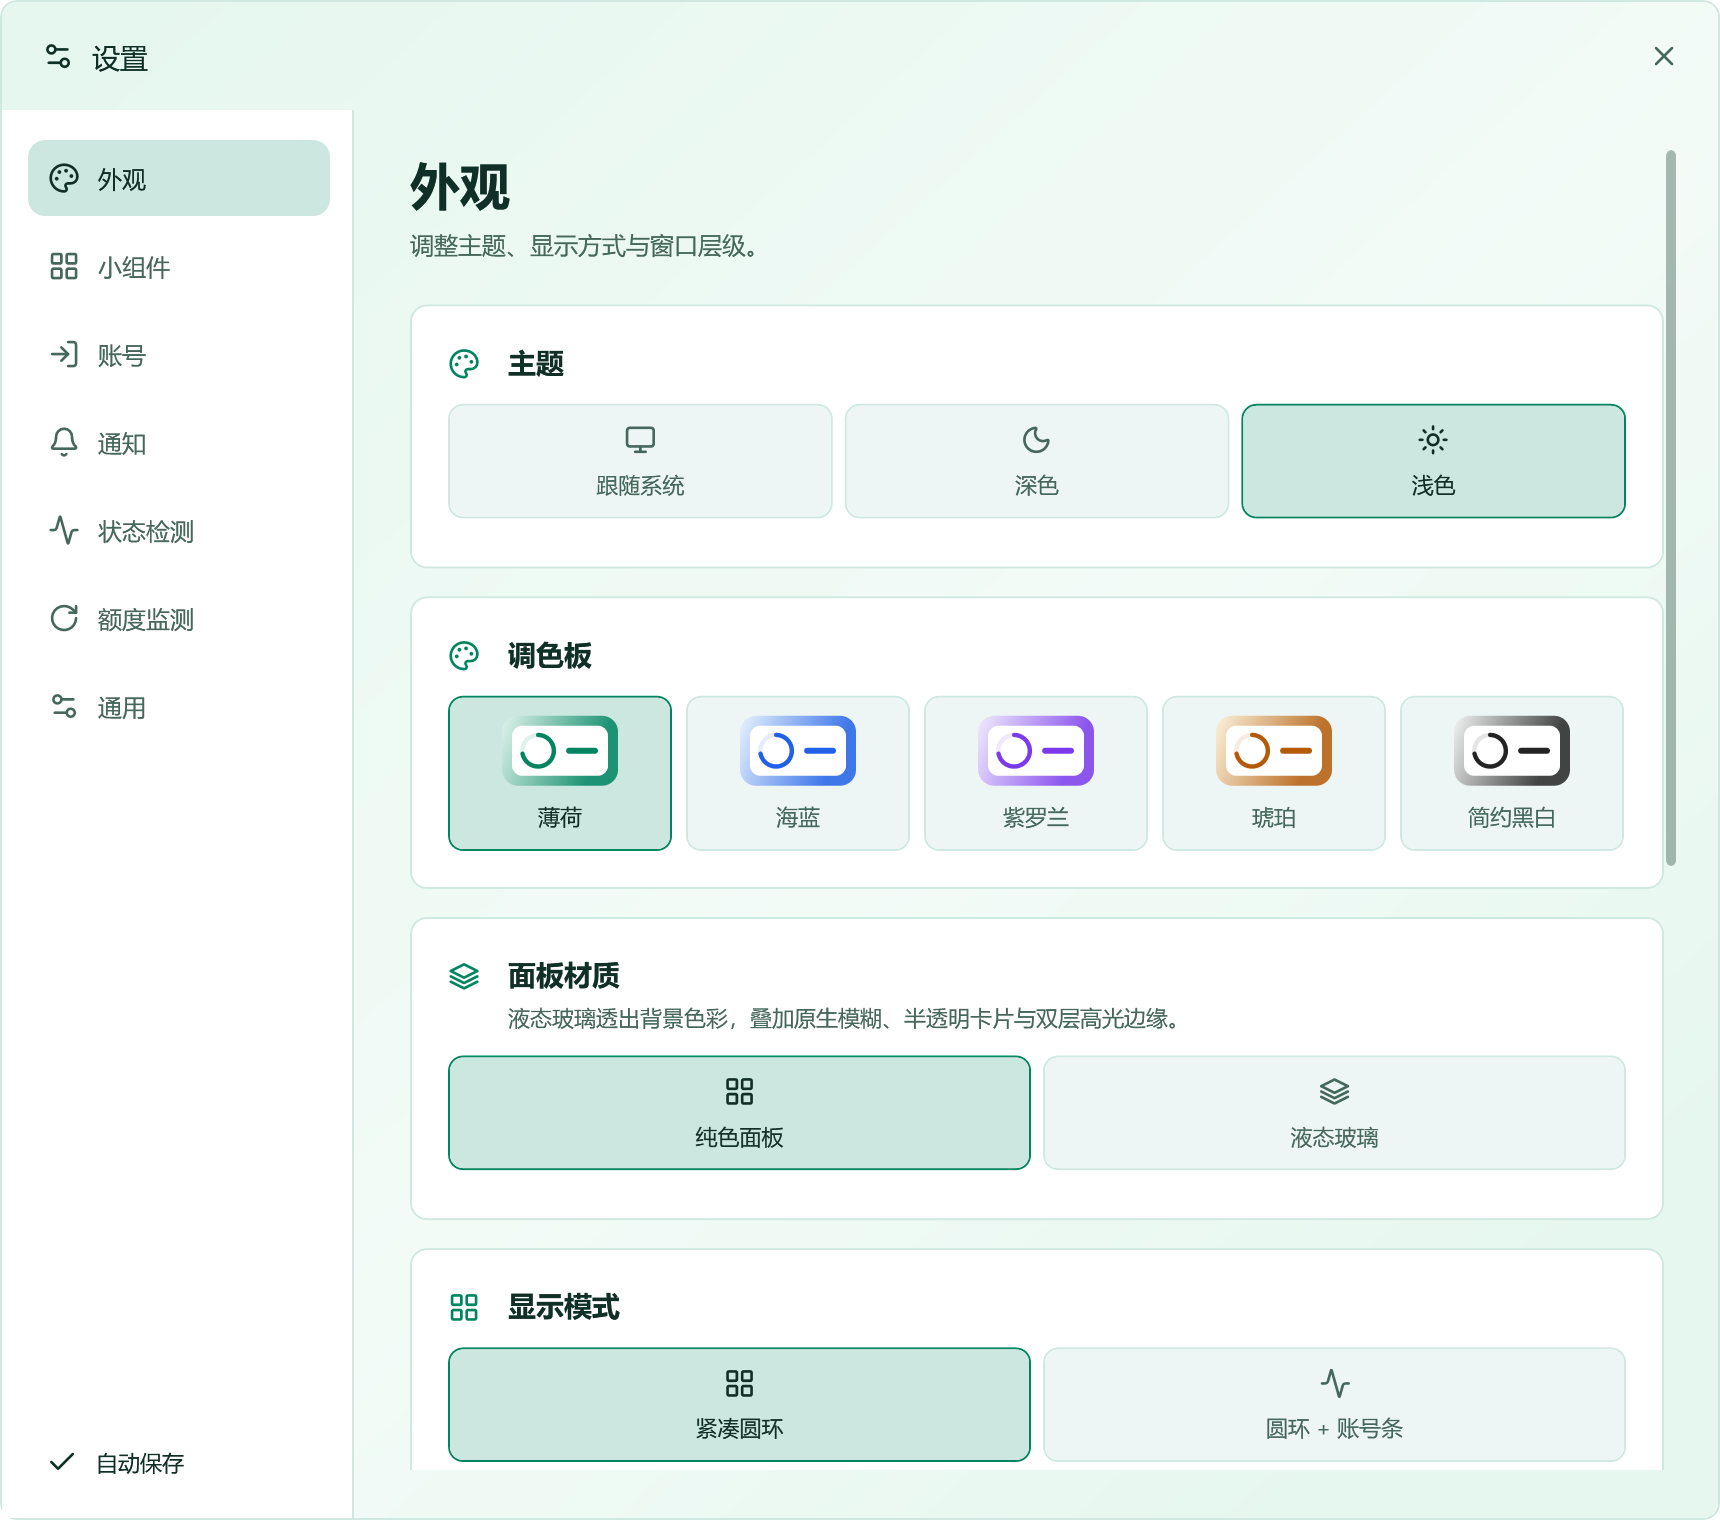 设置
外观
小组件
账号
通知
状态检测
额度监测
通用
自动保存
外观
调整主题、显示方式与窗口层级。
主题
跟随系统
深色
浅色
调色板
薄荷
海蓝
紫罗兰
琥珀
简约黑白
面板材质
液态玻璃透出背景色彩，叠加原生模糊、半透明卡片与双层高光边缘。
纯色面板
液态玻璃
显示模式
紧凑圆环
圆环 + 账号条